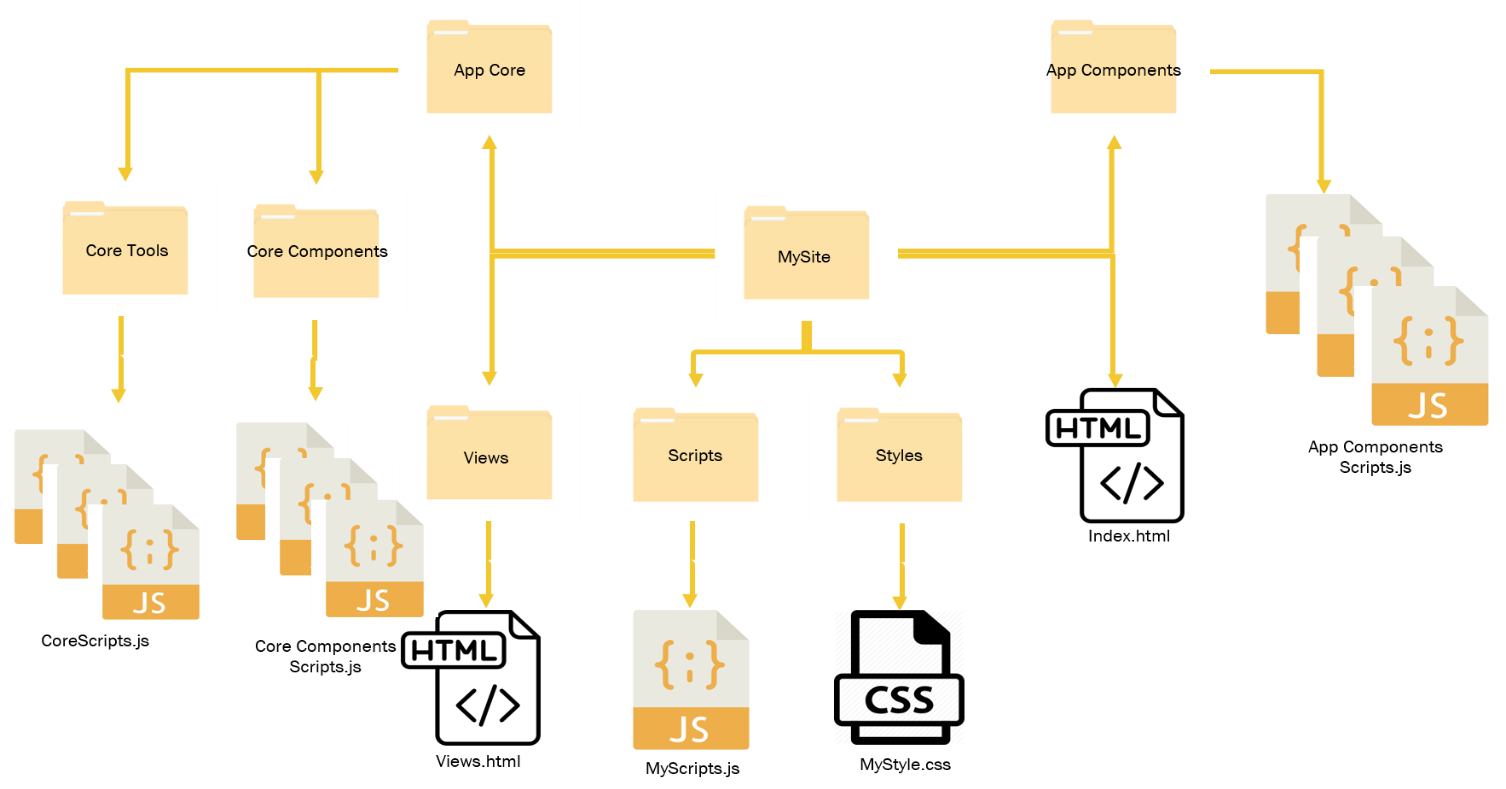 App Core
App Components
Core Tools
Core Components
MySite
{;}
{;}
{;}
JS
App Components
Scripts.js
Views
Scripts
Styles
HTML
</>
Index.html
{;}
{;}
{;}
JS
CoreScripts.js
{;}
{;}
{;}
JS
Core Components
Scripts.js
HTML
</>
Views.html
{;}
JS
MyScripts.js
CSS
MyStyle.css